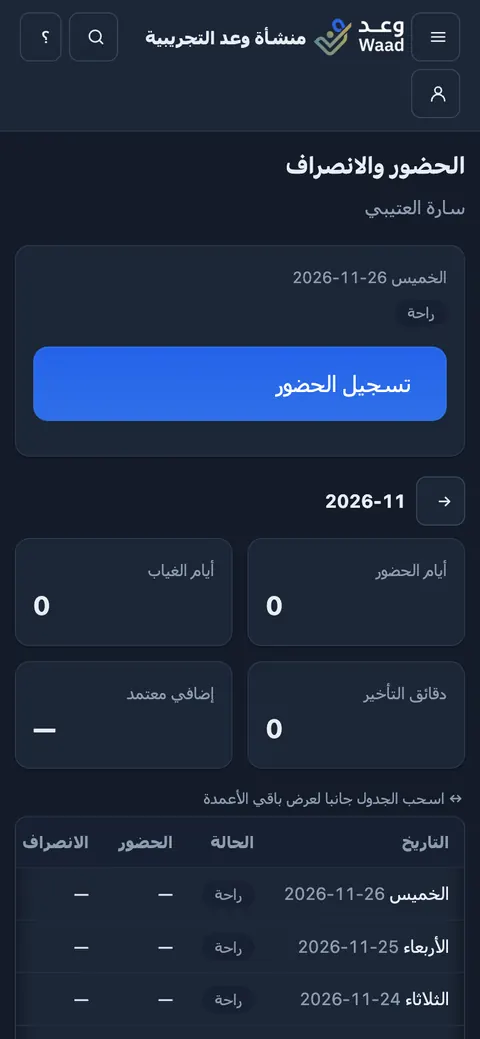 وعد
Waad
منشأة وعد التجريبية
؟
الحضور والانصراف
سارة العتيبي
الخميس 26-11-2026
راحة
تسجيل الحضور
→ 2026-11
أيام الحضور
0
أيام الغياب
0
دقائق التأخير
0
إضافي معتمد
—
↔ اسحب الجدول جانبا لعرض باقي الأعمدة
التاريخ الحالة الحضور الانصراف
الخميس 26-11-2026 راحة — —
الأربعاء 25-11-2026 راحة — —
الثلاثاء 24-11-2026 راحة — —